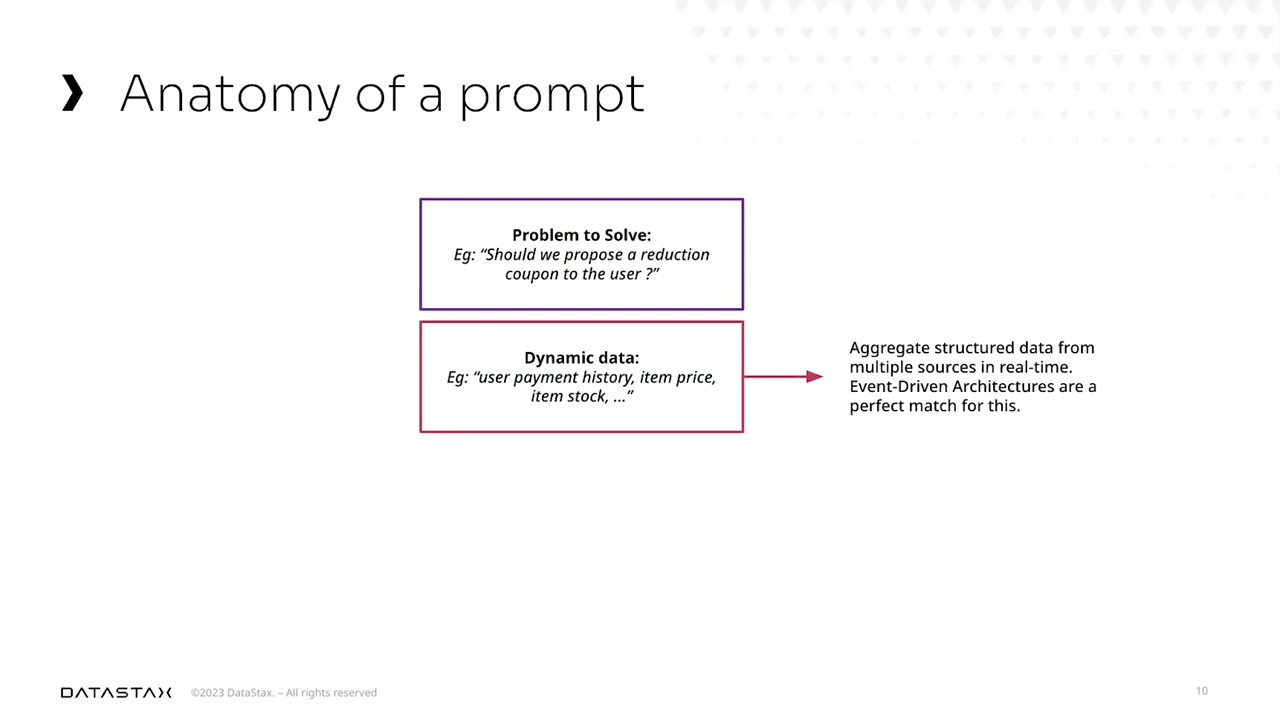 Anatomy of a prompt
Problem to Solve:
Eg: “Should we propose a reduction
coupon to the user ?”
Dynamic data:
Eg: “user payment history, item price,
item stock, ...”
Aggregate structured data from
multiple sources in real-time.
Event-Driven Architectures are a
perfect match for this.
DATASTAX
©2023 DataStax. – All rights reserved
10